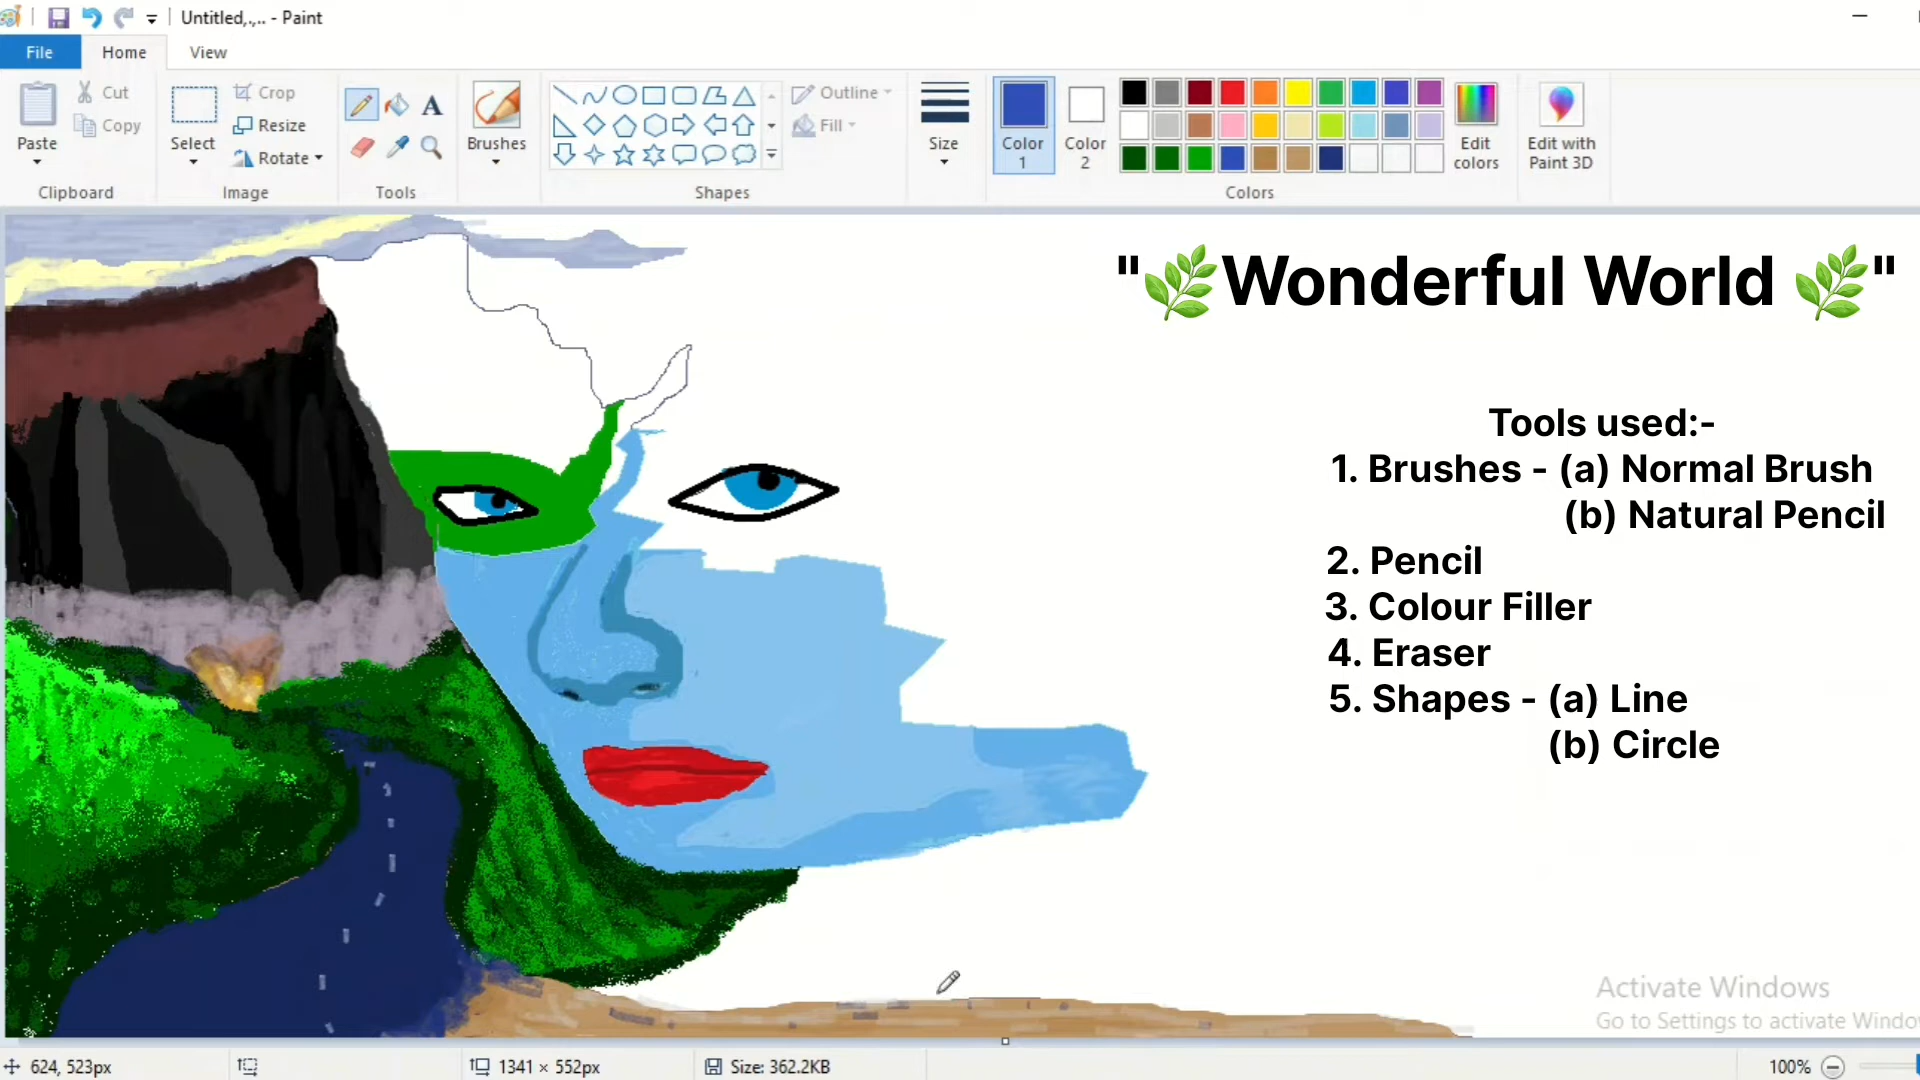 Untitled,.,.. - Paint
File Home View
Paste Cut Copy
Clipboard
Select Crop Resize Rotate
Image
A
Tools
Brushes
Outline Fill
Shapes
Size
Color 1
Color 2
Edit colors
Colors
Edit with Paint 3D
"🌿Wonderful World 🌿"
Tools used:-
1. Brushes - (a) Normal Brush
(b) Natural Pencil
2. Pencil
3. Colour Filler
4. Eraser
5. Shapes - (a) Line
(b) Circle
Activate Windows
Go to Settings to activate Windo
624, 523px 1341 × 552px Size: 362.2KB 100%